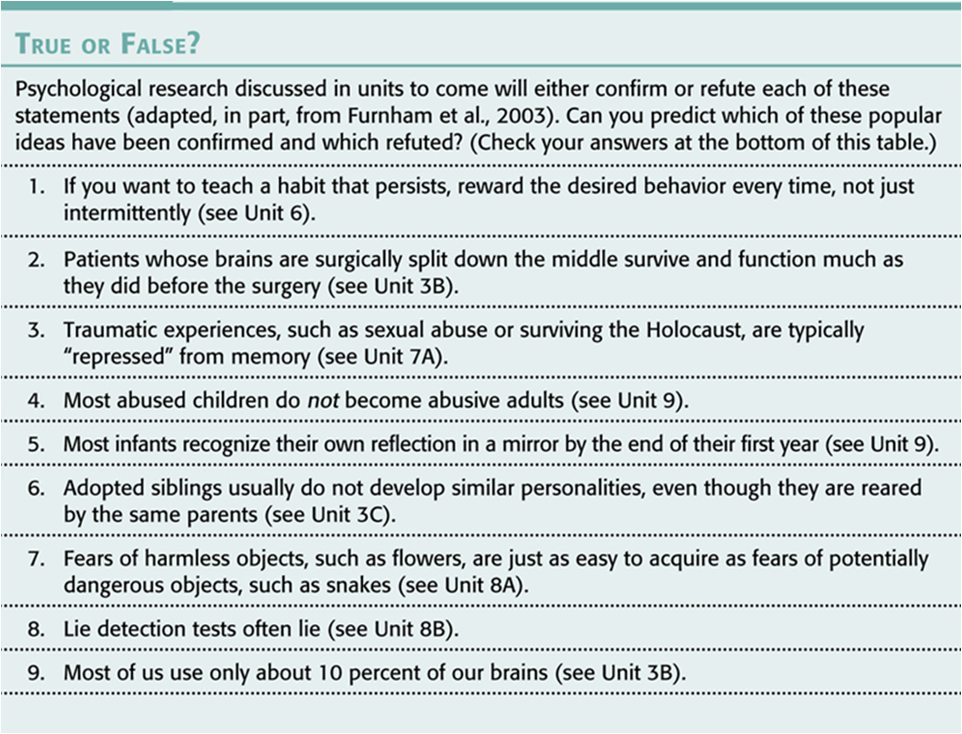 TRUE OR FALSE?
Psychological research discussed in units to come will either confirm or refute each of these
statements (adapted, in part, from Furnham et al., 2003). Can you predict which of these popular
ideas have been confirmed and which refuted? (Check your answers at the bottom of this table.)
1. If you want to teach a habit that persists, reward the desired behavior every time, not just
intermittently (see Unit 6).
2. Patients whose brains are surgically split down the middle survive and function much as
they did before the surgery (see Unit 3B).
3. Traumatic experiences, such as sexual abuse or surviving the Holocaust, are typically
“repressed” from memory (see Unit 7A).
4. Most abused children do not become abusive adults (see Unit 9).
5. Most infants recognize their own reflection in a mirror by the end of their first year (see Unit 9).
6. Adopted siblings usually do not develop similar personalities, even though they are reared
by the same parents (see Unit 3C).
7. Fears of harmless objects, such as flowers, are just as easy to acquire as fears of potentially
dangerous objects, such as snakes (see Unit 8A).
8. Lie detection tests often lie (see Unit 8B).
9. Most of us use only about 10 percent of our brains (see Unit 3B).